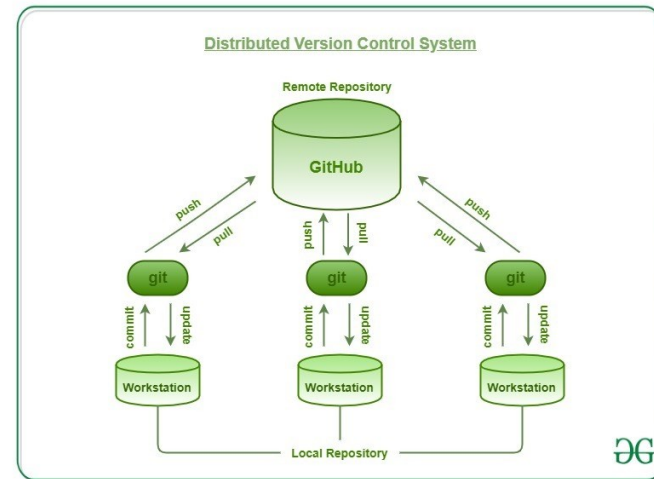 Distributed Version Control System
Remote Repository
GitHub
push
pull
push
pull
push
pull
git
git
git
commit
update
commit
update
commit
update
Workstation
Workstation
Workstation
Local Repository